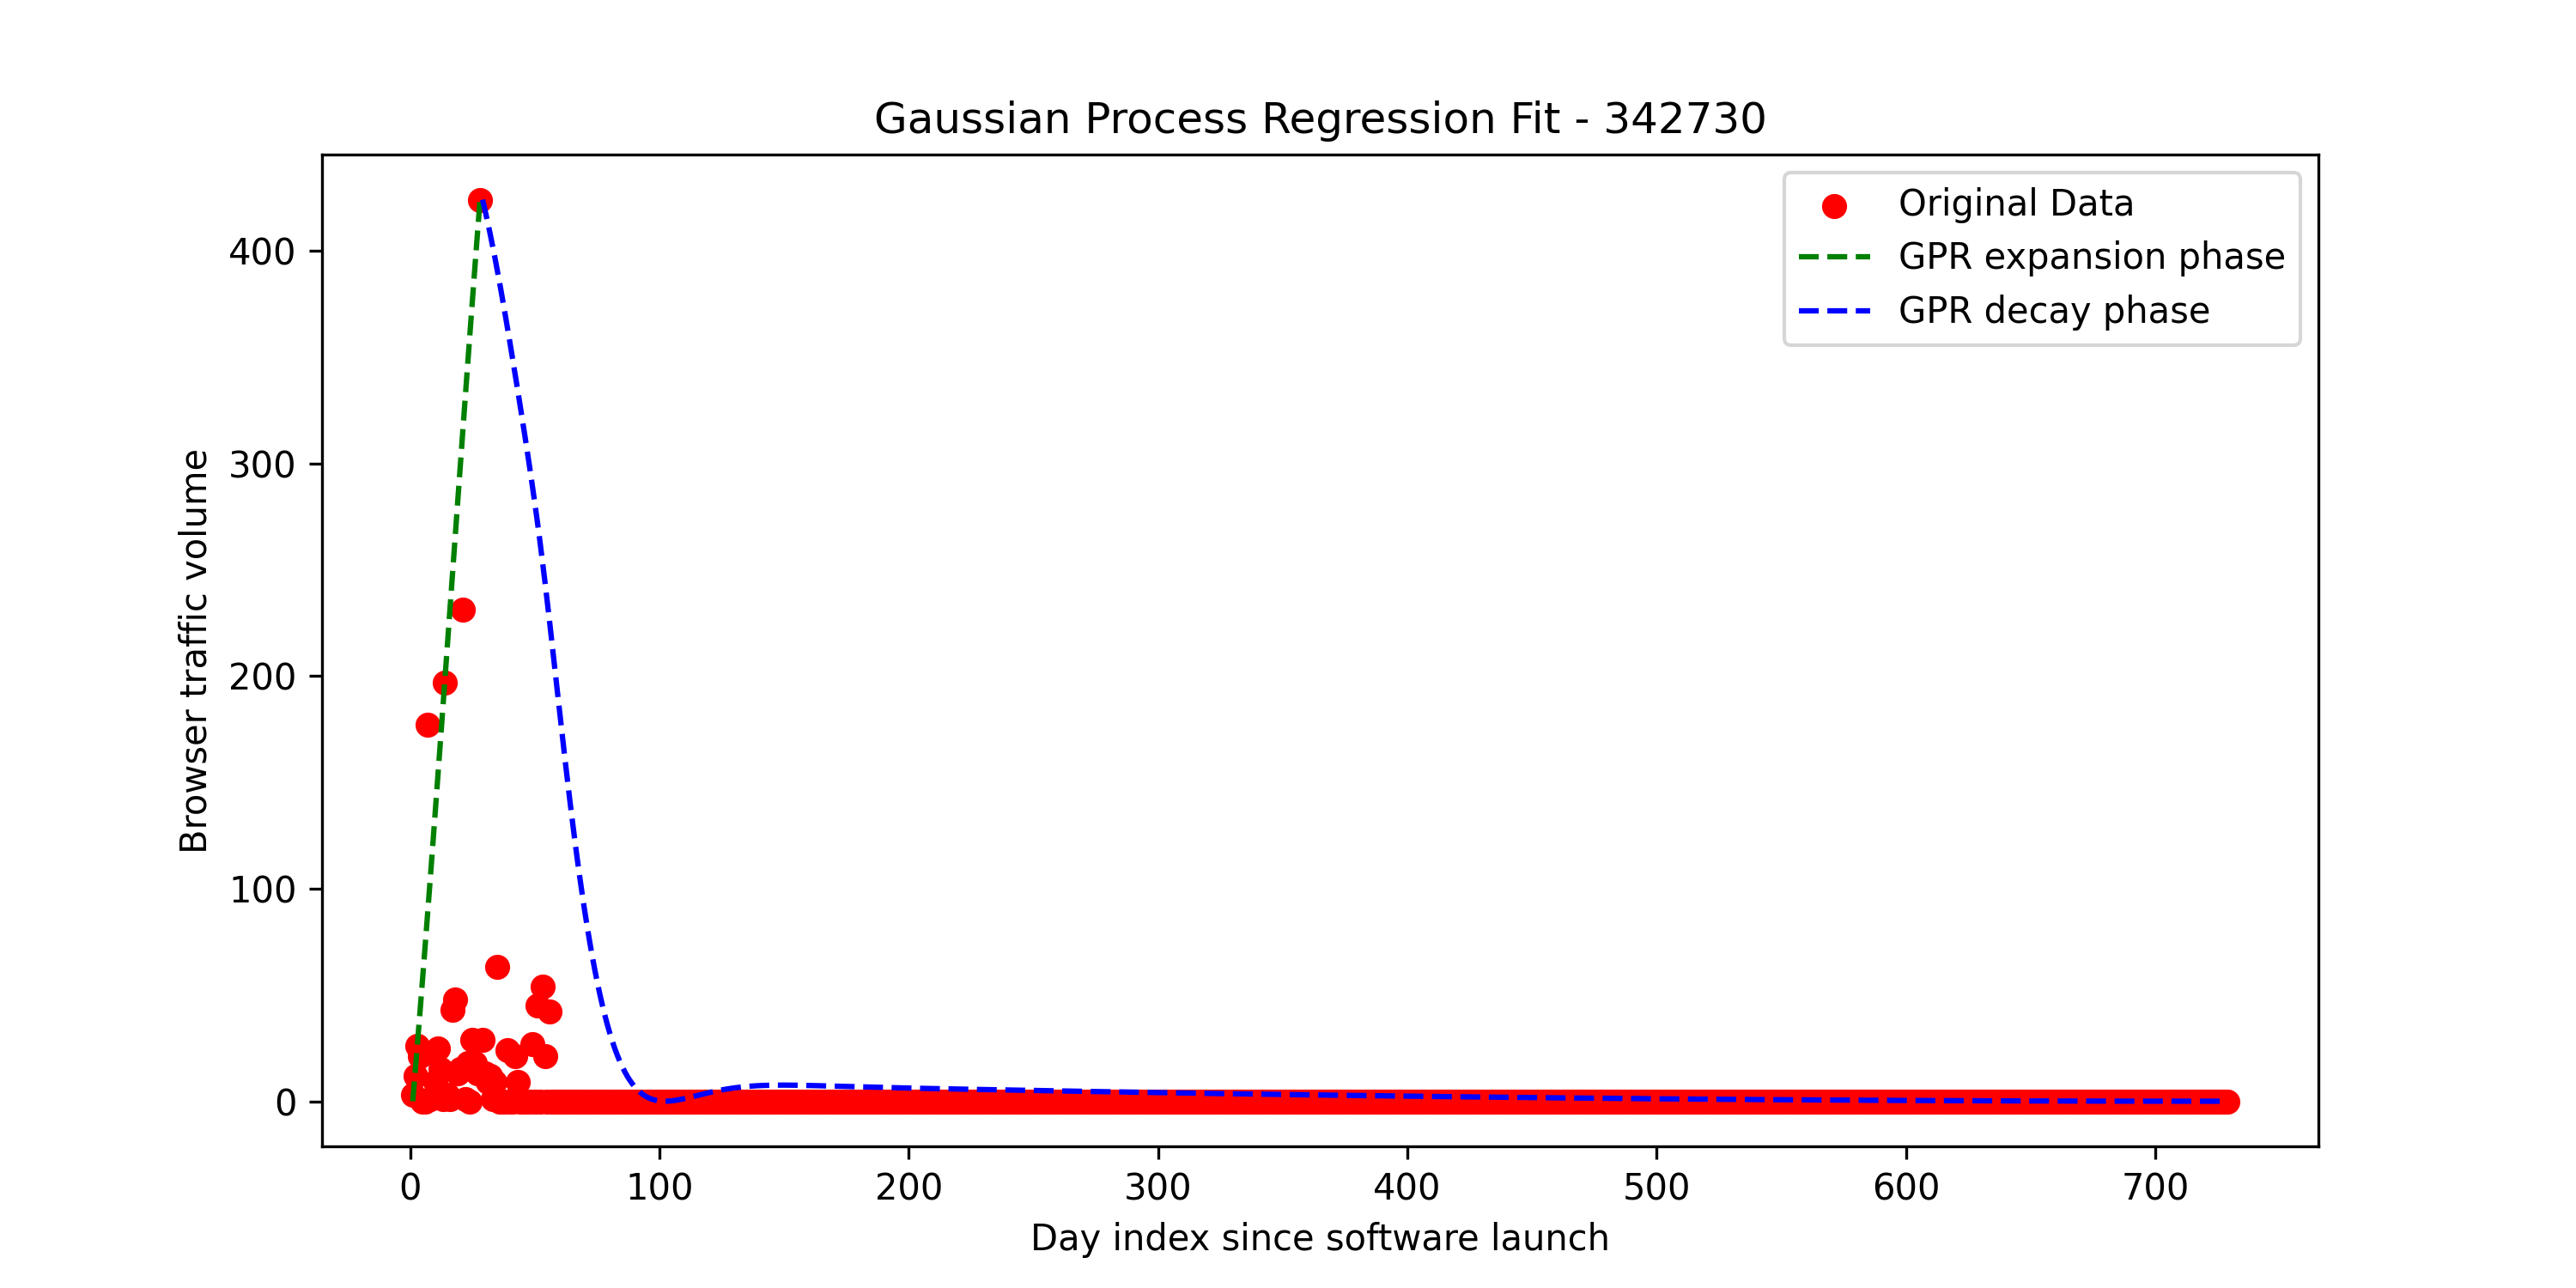 Gaussian Process Regression Fit - 342730
Original Data
GPR expansion phase
GPR decay phase
Browser traffic volume
400
300
200
100
0
0 100 200 300 400 500 600 700
Day index since software launch